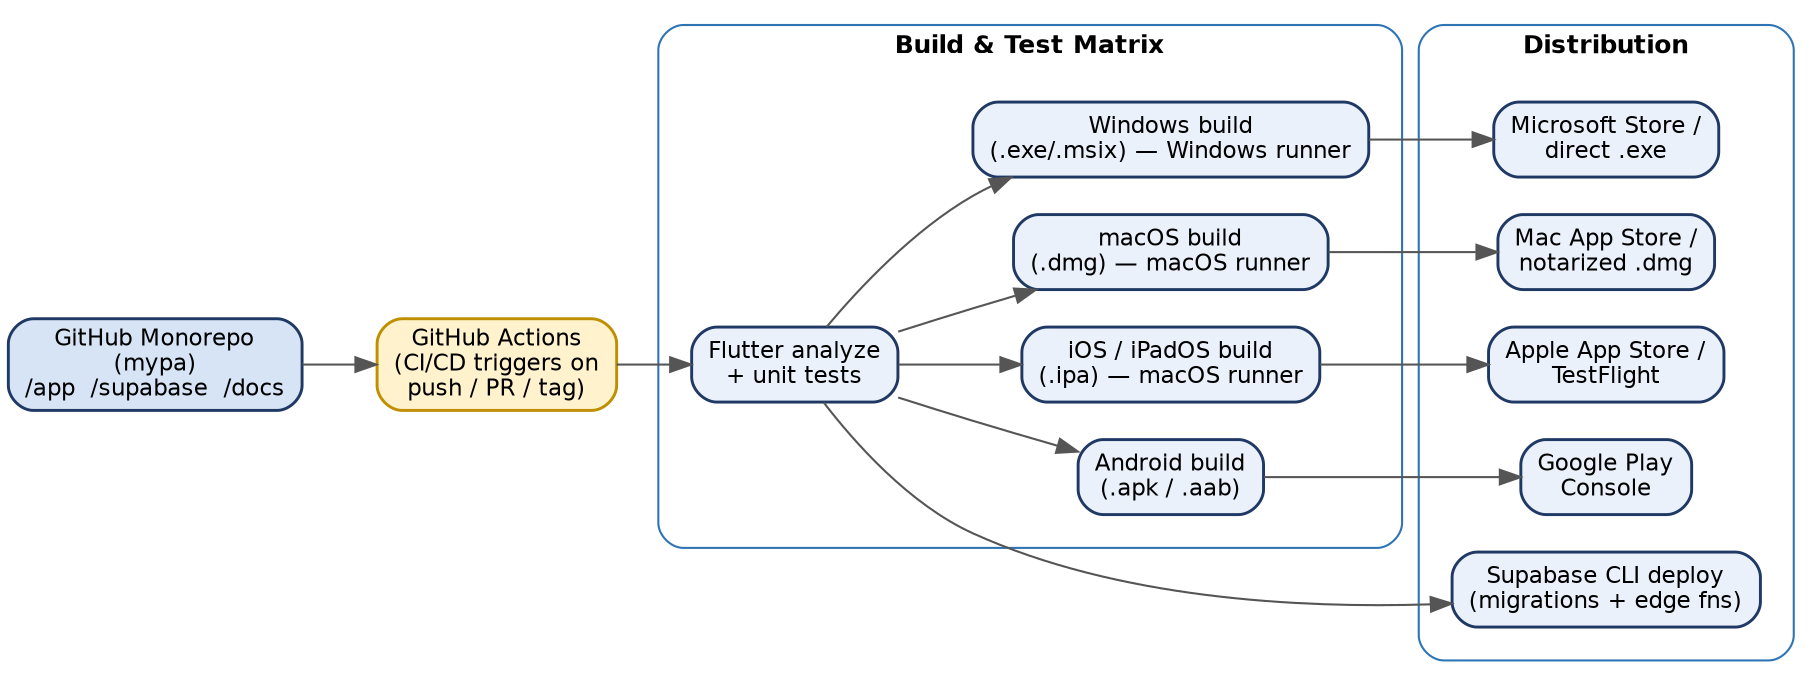 Build & Test Matrix
Distribution
Windows build
(.exe/.msix) — Windows runner
Microsoft Store /
direct .exe
macOS build
(.dmg) — macOS runner
Mac App Store /
notarized .dmg
GitHub Monorepo
(mypa)
/app  /supabase  /docs
GitHub Actions
(CI/CD triggers on
push / PR / tag)
Flutter analyze
+ unit tests
iOS / iPadOS build
(.ipa) — macOS runner
Apple App Store /
TestFlight
Android build
(.apk / .aab)
Google Play
Console
Supabase CLI deploy
(migrations + edge fns)